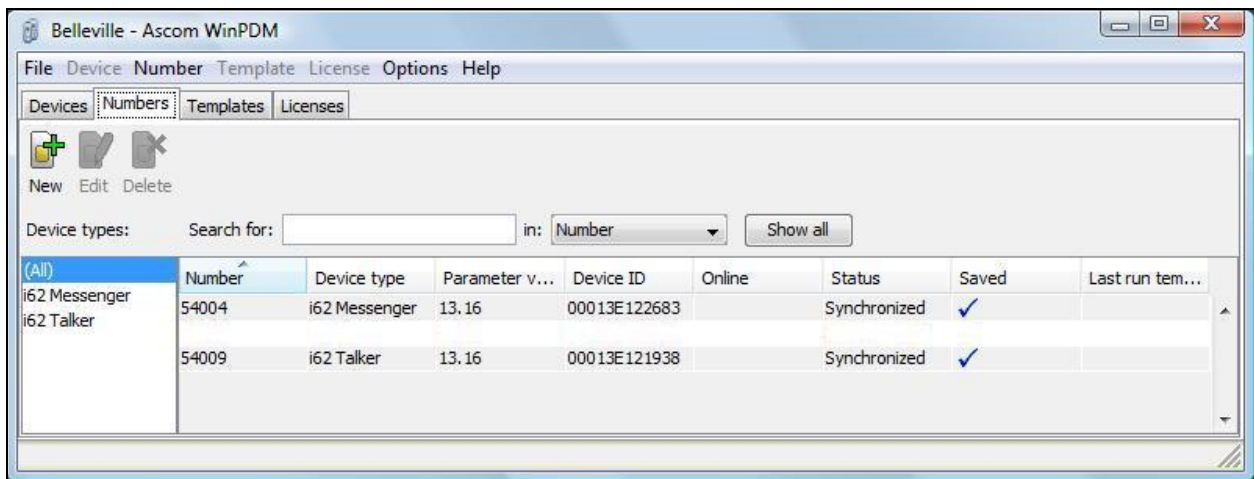 Belleville - Ascom WinPDM
File Device Number Template License Options Help
Devices Numbers Templates Licenses
New Edit Delete
Device types: Search for: in: Number Show all
(All) Number Device type Parameter v... Device ID Online Status Saved Last run tem...
i62 Messenger 54004 i62 Messenger 13.16 00013E122683 Synchronized
i62 Talker
54009 i62 Talker 13.16 00013E121938 Synchronized